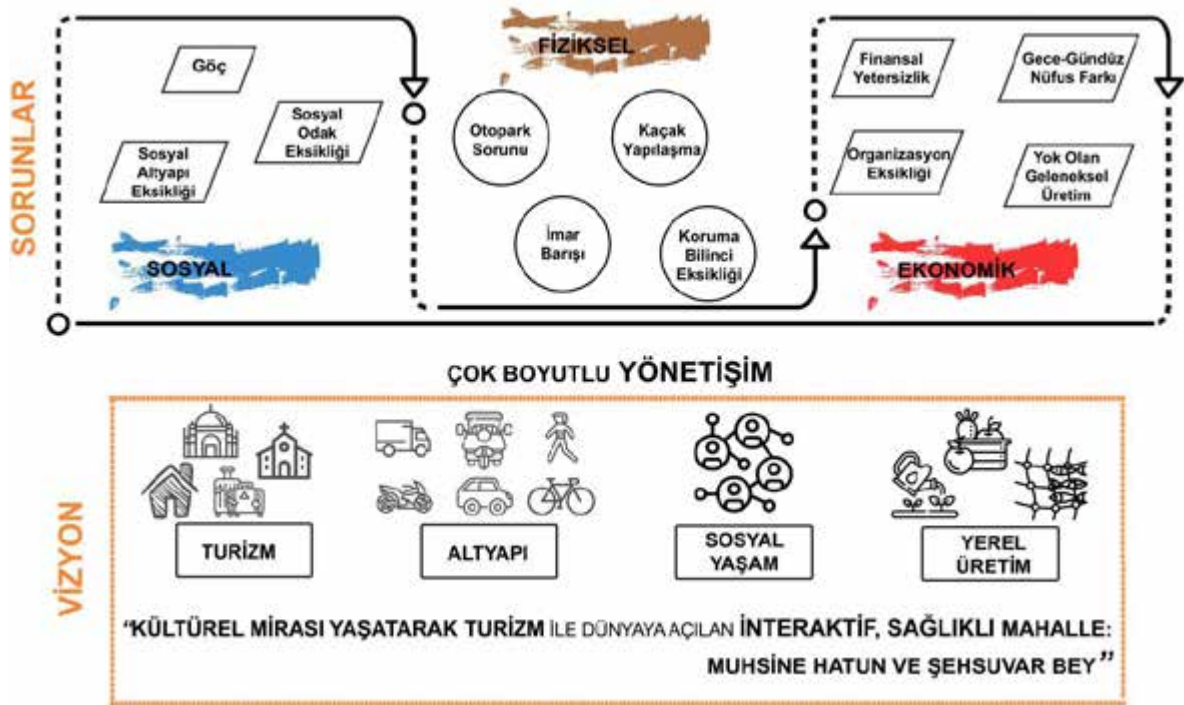 SORUNLAR
Göç
Sosyal
Odak
Eksikliği
Sosyal
Altyapı
Eksikliği
SOSYAL
FİZİKSEL
Otopark
Sorunu
Kaçak
Yapılaşma
İmar
Barışı
Koruma
Bilinci
Eksikliği
Finansal
Yetersizlik
Gece-Gündüz
Nüfus Farkı
Organizasyon
Eksikliği
Yok Olan
Geleneksel
Üretim
EKONOMİK
ÇOK BOYUTLU YÖNETİŞİM
VİZYON
TURİZM
ALTYAPI
SOSYAL
YAŞAM
YEREL
ÜRETİM
“KÜLTÜREL MİRASI YAŞATARAK TURİZM İLE DÜNYAYA AÇILAN İNTERAKTİF, SAĞLIKLI MAHALLE:
MUHSİNE HATUN VE ŞEHSUVAR BEY”